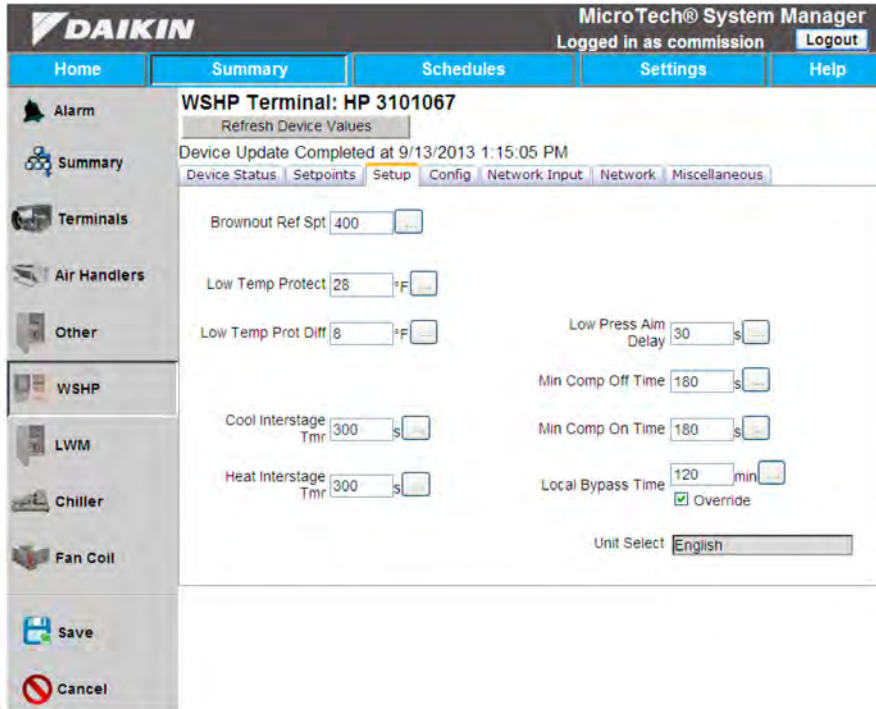 DAIKIN
MicroTech® System Manager
Logged in as commission Logout
Home Summary Schedules Settings Help
Alarm
Summary
Terminals
Air Handlers
Other
WSHP
LWM
Chiller
Fan Coil
Save
Cancel
WSHP Terminal: HP 3101067
Refresh Device Values
Device Update Completed at 9/13/2013 1:15:05 PM
Device Status Setpoints Setup Config Network Input Network Miscellaneous
Brownout Ref Spt 400 ...
Low Temp Protect 28 °F ...
Low Temp Prot Diff 8 °F ...
Low Press Alm
Delay 30 s ...
Min Comp Off Time 180 s ...
Cool Interstage
Tmr 300 s ...
Min Comp On Time 180 s ...
Heat Interstage
Tmr 300 s ...
Local Bypass Time 120 min ...
Override
Unit Select English